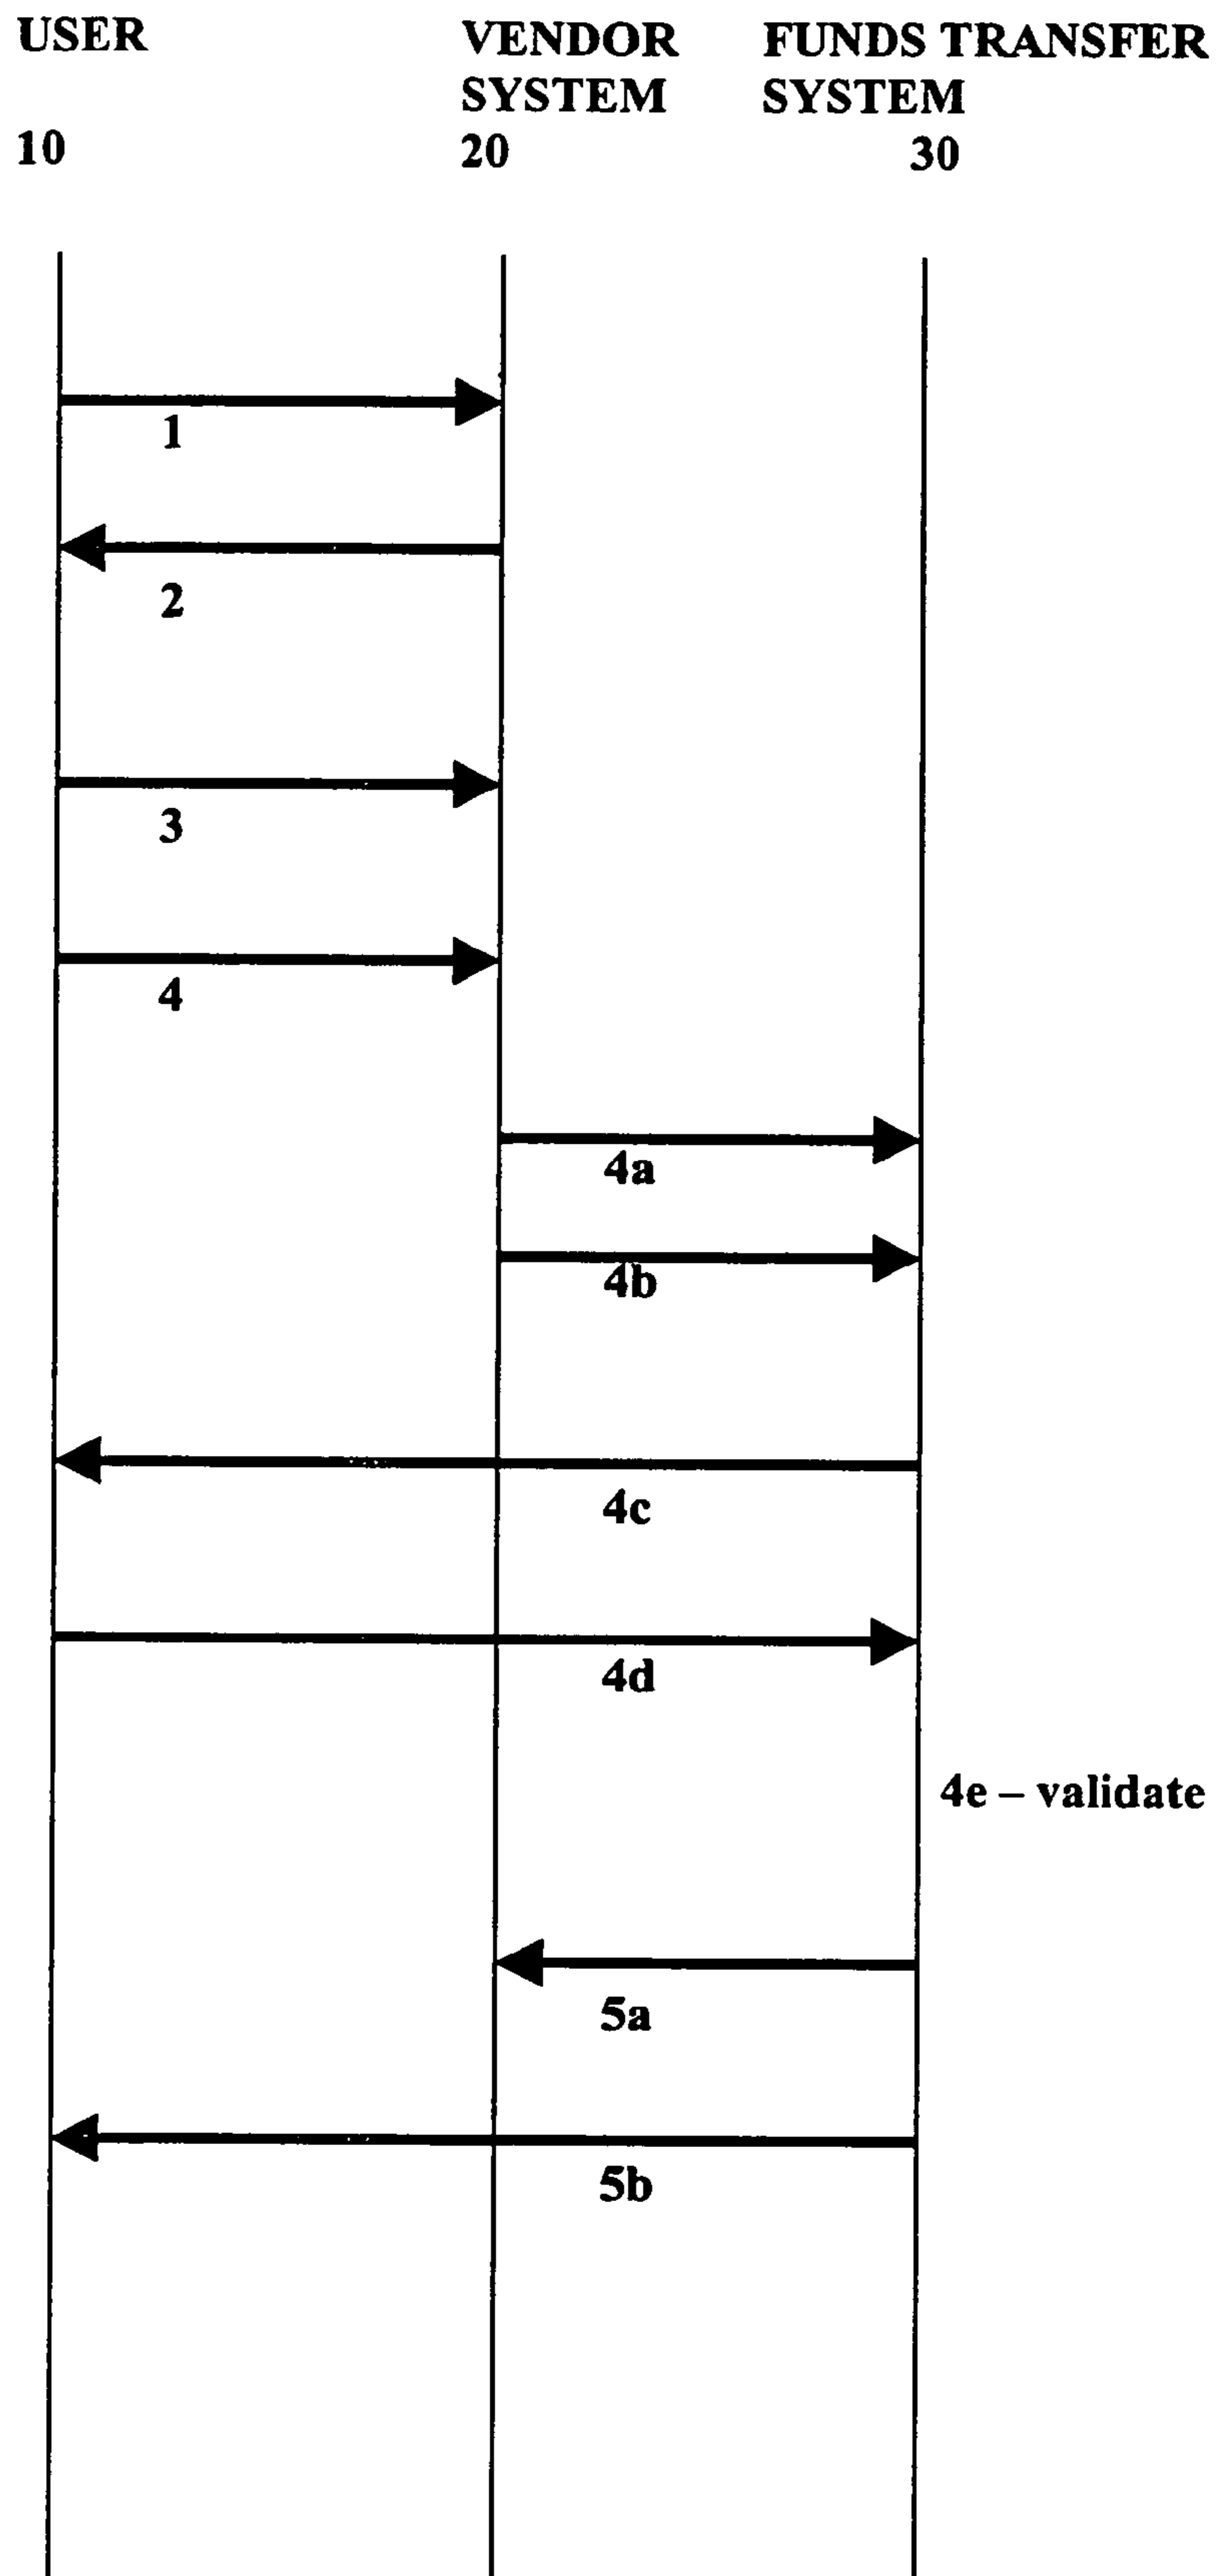 USER
VENDOR
SYSTEM
FUNDS TRANSFER
SYSTEM
10
20
30
1
2
3
4
4a
4b
4c
4d
4e – validate
5a
5b